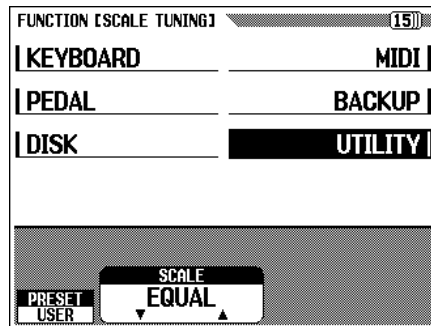 FUNCTION [SCALE TUNING] 15
KEYBOARD MIDI
PEDAL BACKUP
DISK UTILITY
SCALE
PRESET EQUAL
USER